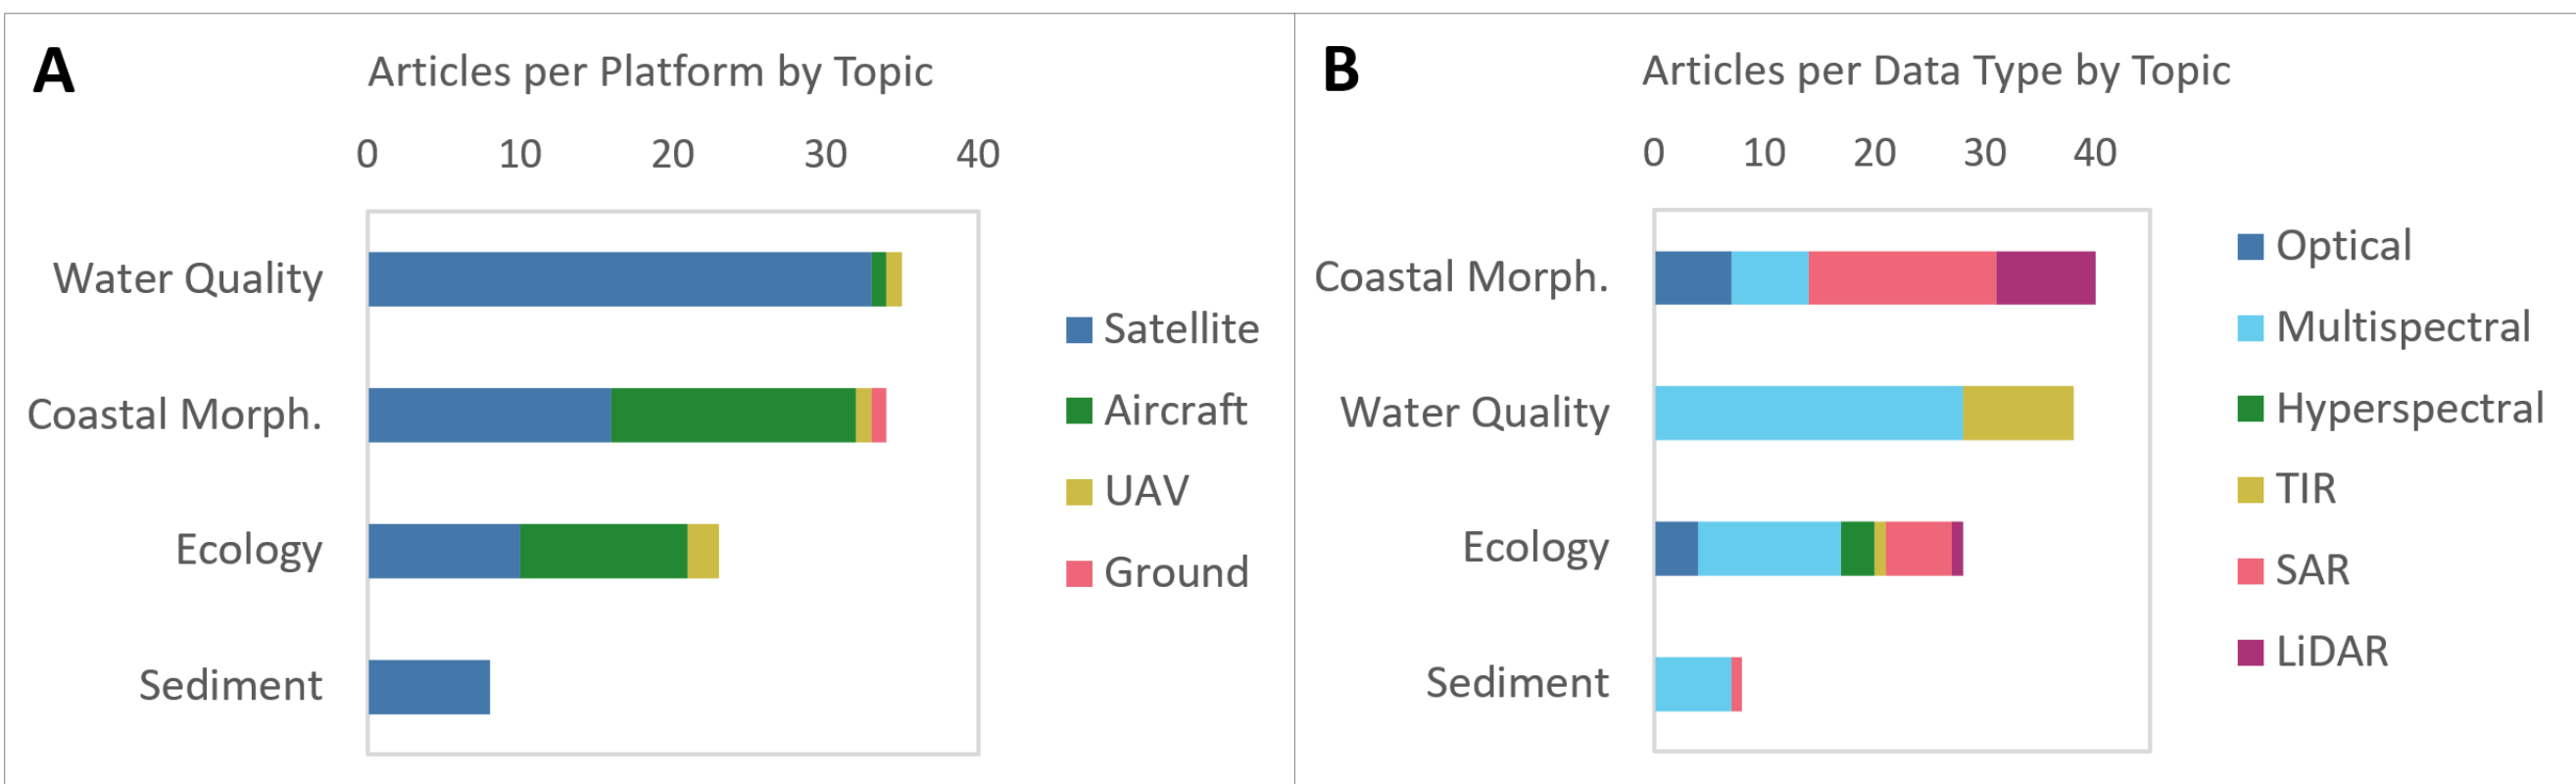 A
Articles per Platform by Topic
0 10 20 30 40
Water Quality
Coastal Morph.
Ecology
Sediment
Satellite
Aircraft
UAV
Ground
B
Articles per Data Type by Topic
0 10 20 30 40
Coastal Morph.
Water Quality
Ecology
Sediment
Optical
Multispectral
Hyperspectral
TIR
SAR
LiDAR